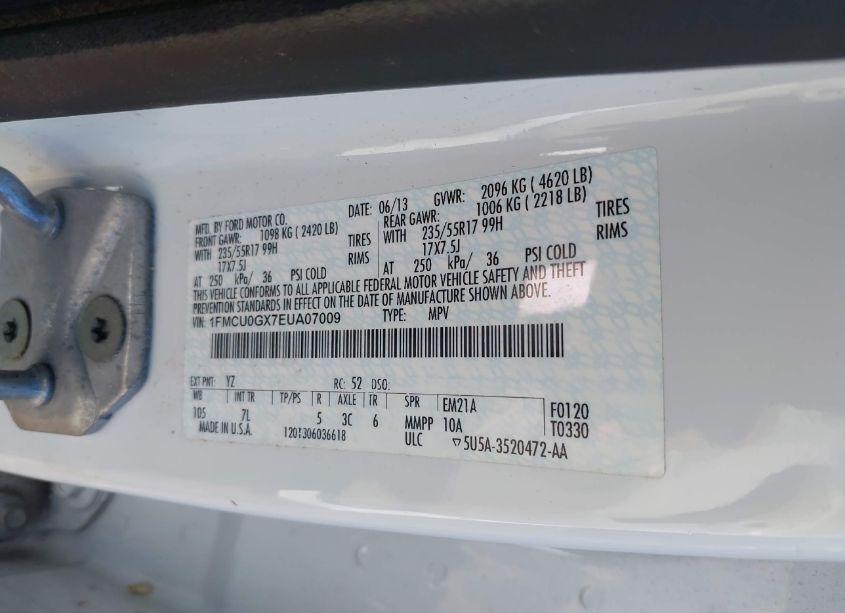 MFD. BY FORD MOTOR CO.
DATE: 06/13 GVWR: 2096 KG ( 4620 LB)
FRONT GAWR: 1098 KG ( 2420 LB)
WITH 235/55R17 99H TIRES
17X7.5J RIMS
AT 250 kPa/ 36 PSI COLD
REAR GAWR: 1006 KG ( 2218 LB)
WITH 235/55R17 99H TIRES
17X7.5J RIMS
AT 250 kPa/ 36 PSI COLD
THIS VEHICLE CONFORMS TO ALL APPLICABLE FEDERAL MOTOR VEHICLE SAFETY AND THEFT
PREVENTION STANDARDS IN EFFECT ON THE DATE OF MANUFACTURE SHOWN ABOVE.
VIN: 1FMCU0GX7EUA07009 TYPE: MPV
EXT PNT: YZ RC: 52 DSO:
WB INT TR TP/PS R AXLE TR SPR EM21A
105 7L 5 3C 6 MMPP 10A F0120
MADE IN U.S.A. ULC T0330
▽5U5A-3520472-AA